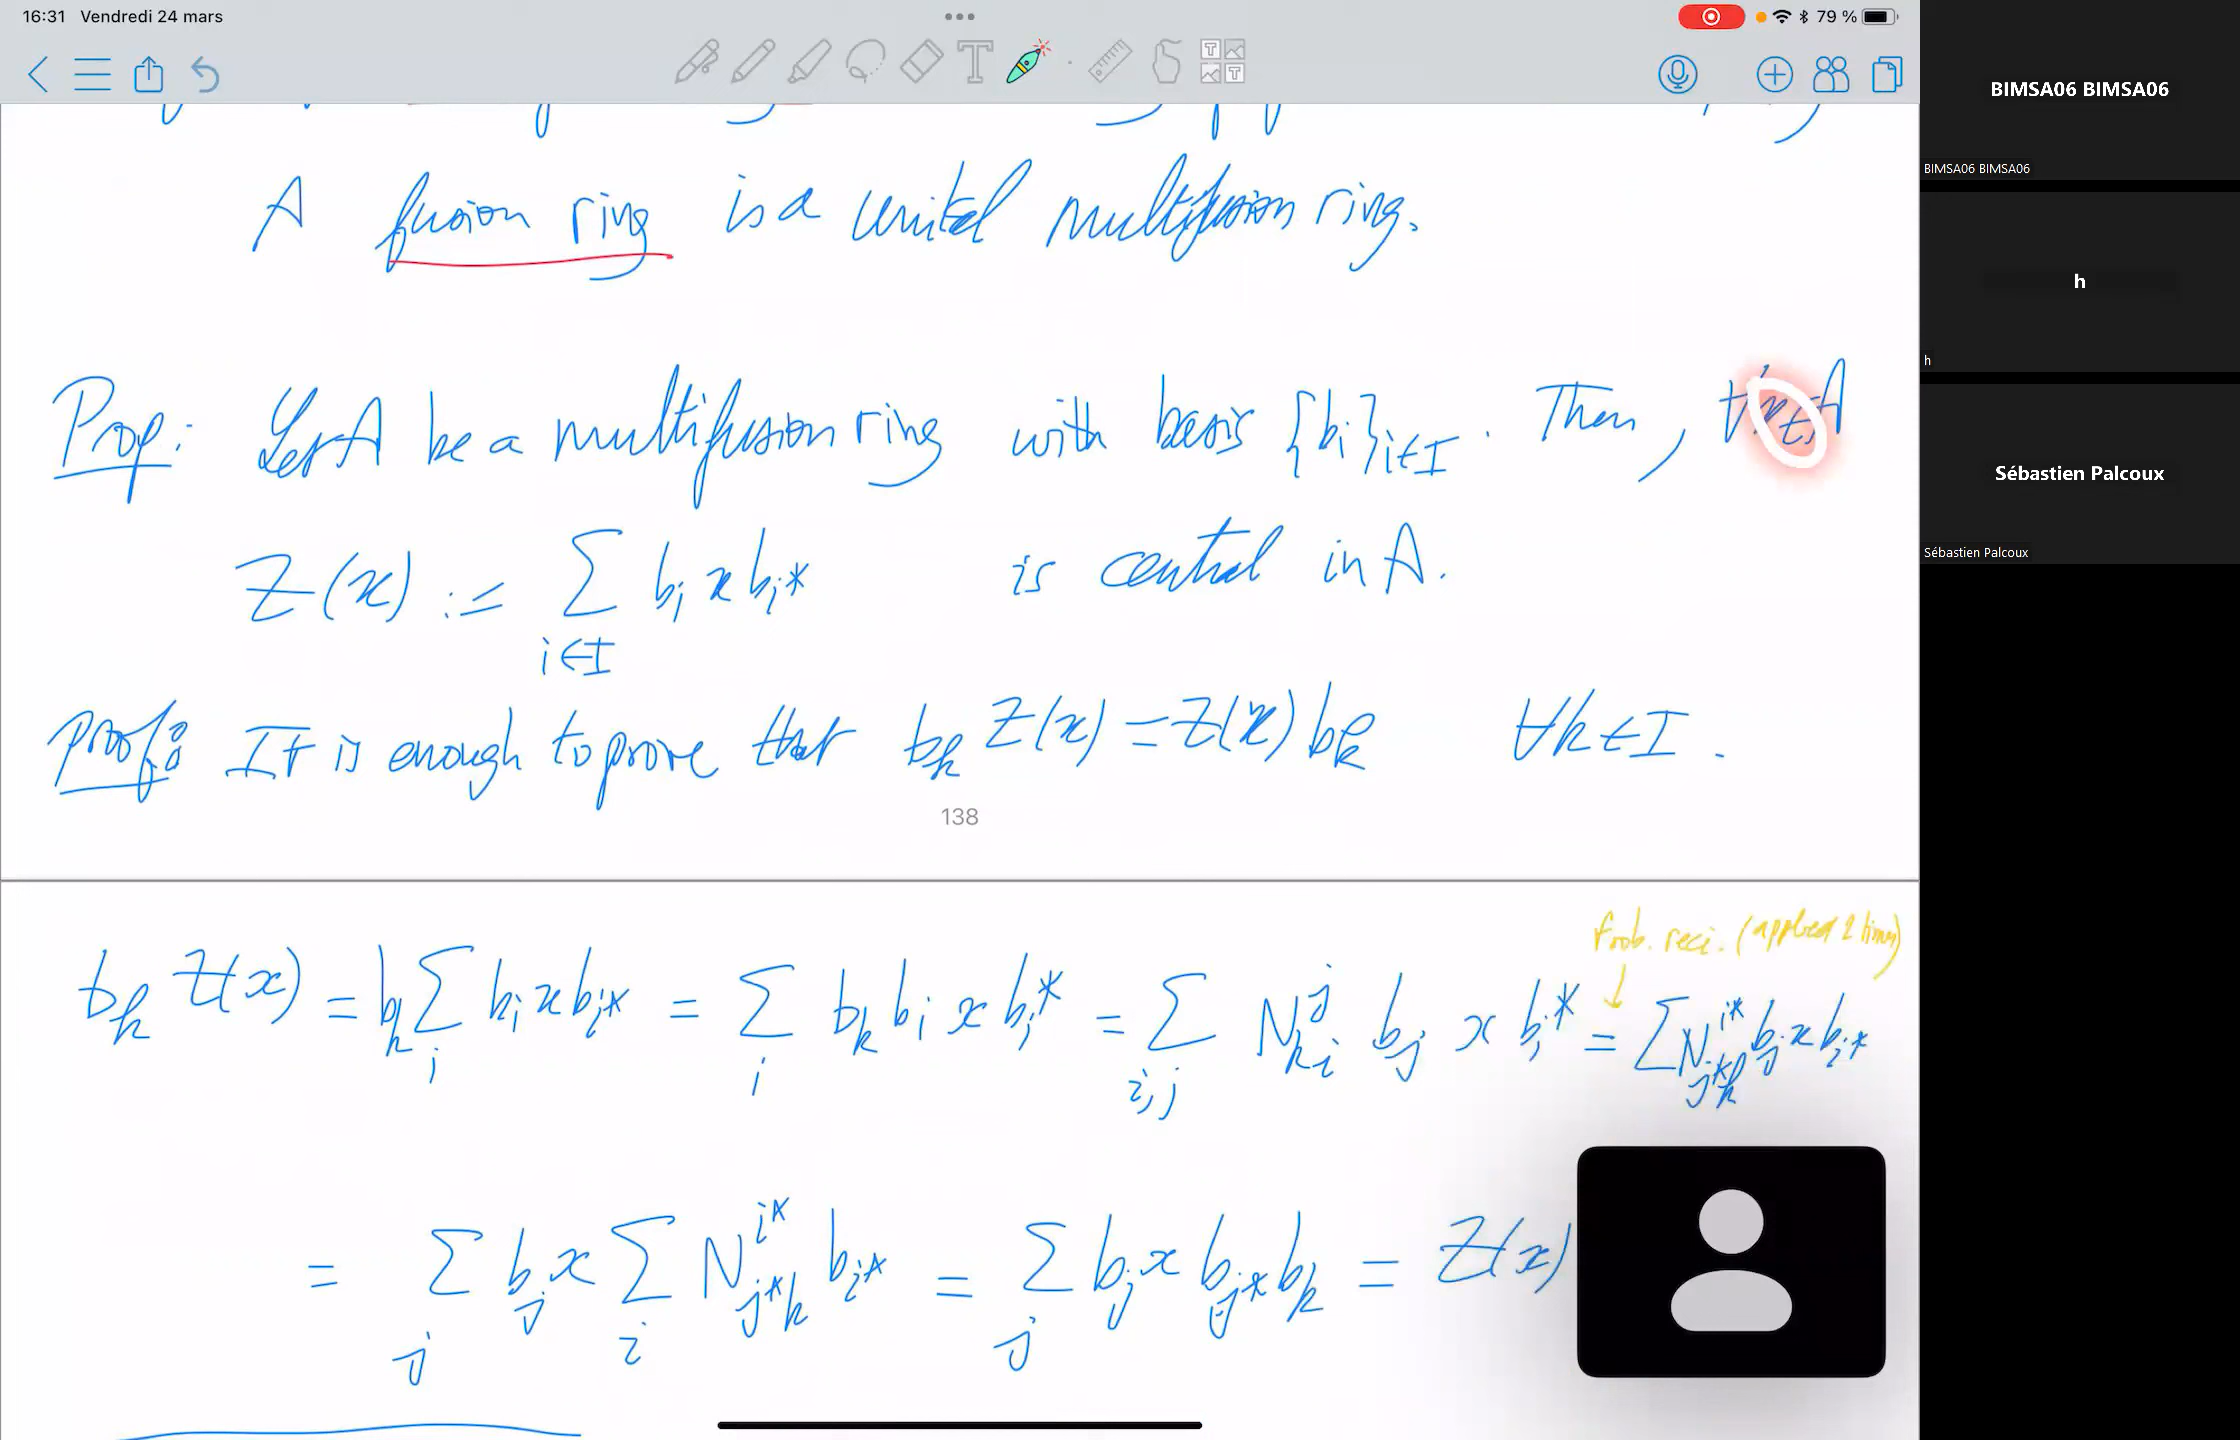 16:31 Vendredi 24 mars
79 %
A fusion ring is a unital multifusion ring.
Prop: Let A be a multifusion ring with basis {b_i}_{i∈I}. Then, ∀x∈A
Z(x) := ∑_{i∈I} b_i x b_{i*} is central in A.
Proof: It is enough to prove that b_k Z(x) = Z(x) b_k ∀k∈I.
138
Frob. reci. (applied 2 times)
b_k Z(x) = b_k ∑_i b_i x b_{i*} = ∑_i b_k b_i x b_{i*} = ∑_{i,j} N_{ki}^j b_j x b_{i*} = ∑ N_{j*k}^{i*} b_j x b_{i*}
= ∑_j b_j x ∑_i N_{j*k}^{i*} b_{i*} = ∑_j b_j x b_{j*} b_k = Z(x)
BIMSA06 BIMSA06
BIMSA06 BIMSA06
h
h
Sébastien Palcoux
Sébastien Palcoux